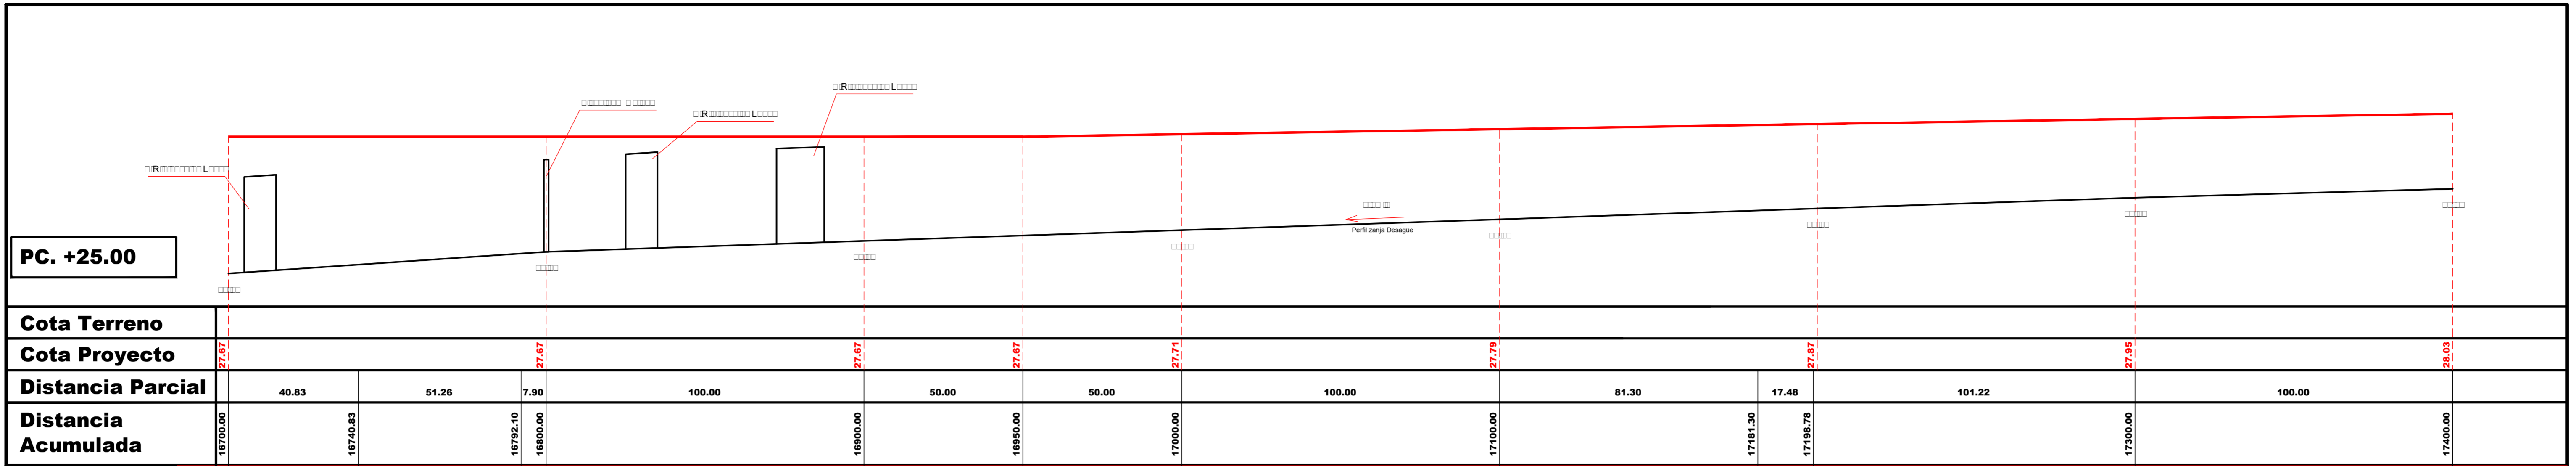 PC. +25.00
Perfil zanja Desagüe
Cota Terreno
Cota Proyecto
27.67 27.67 27.67 27.67 27.71 27.79 27.87 27.95 28.03
Distancia Parcial
40.83 51.26 7.90 100.00 50.00 50.00 100.00 81.30 17.48 101.22 100.00
Distancia
Acumulada
16700.00 16740.83 16792.10 16800.00 16900.00 16950.00 17000.00 17100.00 17181.30 17198.78 17300.00 17400.00